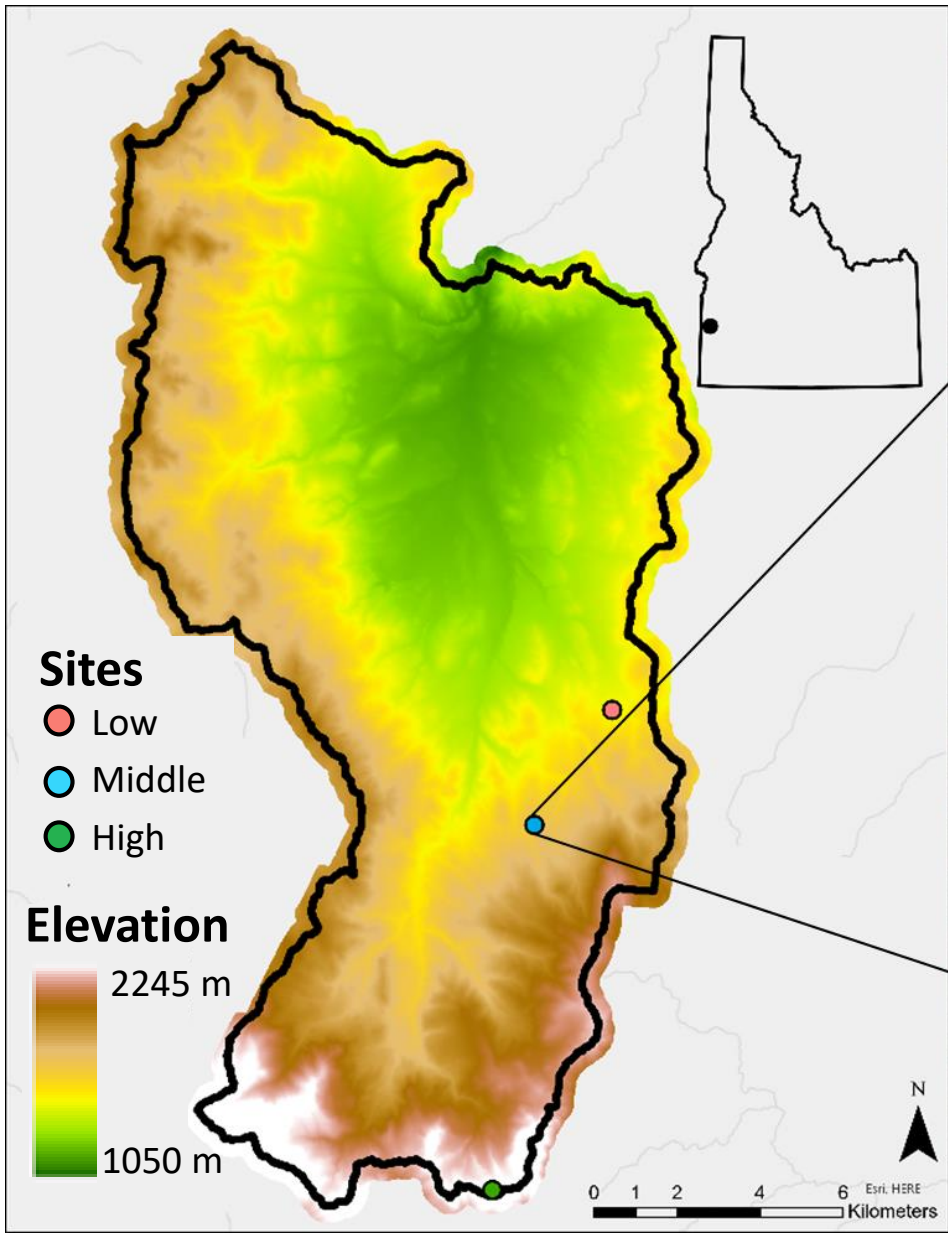 Sites
Low
Middle
High
Elevation
2245 m
1050 m
N
0 1 2 4 6
Esri, HERE
Kilometers